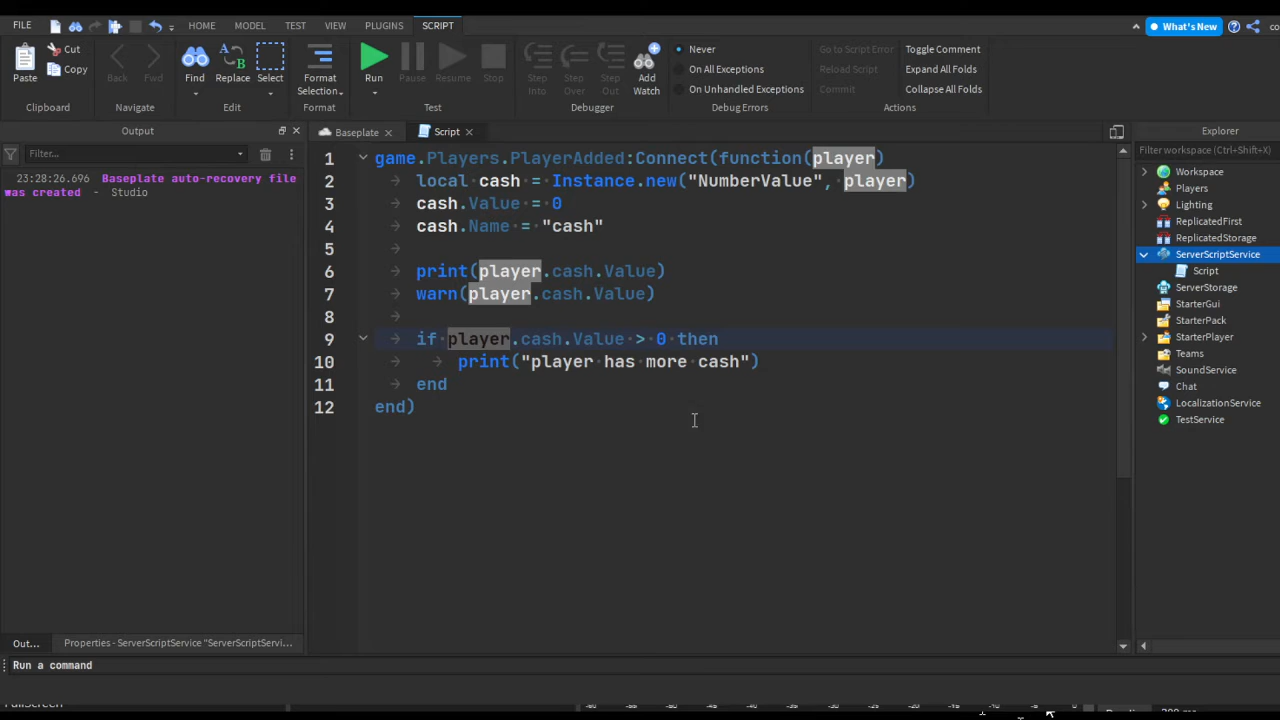 FILE HOME MODEL TEST VIEW PLUGINS SCRIPT What's New co
Paste Cut Copy Back Fwd Find Replace Select Format Selection Run Pause Resume Stop Step Into Step Over Step Out Add Watch
Never
On All Exceptions
On Unhandled Exceptions
Go to Script Error
Reload Script
Commit
Toggle Comment
Expand All Folds
Collapse All Folds
Clipboard Navigate Edit Format Test Debugger Debug Errors Actions
Output
Filter...
23:28:26.696 Baseplate auto-recovery file
was created - Studio
Baseplate Script
1 game.Players.PlayerAdded:Connect(function(player)
2 local cash = Instance.new("NumberValue", player)
3 cash.Value = 0
4 cash.Name = "cash"
5
6 print(player.cash.Value)
7 warn(player.cash.Value)
8
9 if player.cash.Value > 0 then
10 print("player has more cash")
11 end
12 end)
Explorer
Filter workspace (Ctrl+Shift+X)
Workspace
Players
Lighting
ReplicatedFirst
ReplicatedStorage
ServerScriptService
Script
ServerStorage
StarterGui
StarterPack
StarterPlayer
Teams
SoundService
Chat
LocalizationService
TestService
Out... Properties - ServerScriptService "ServerScriptServi...
Run a command